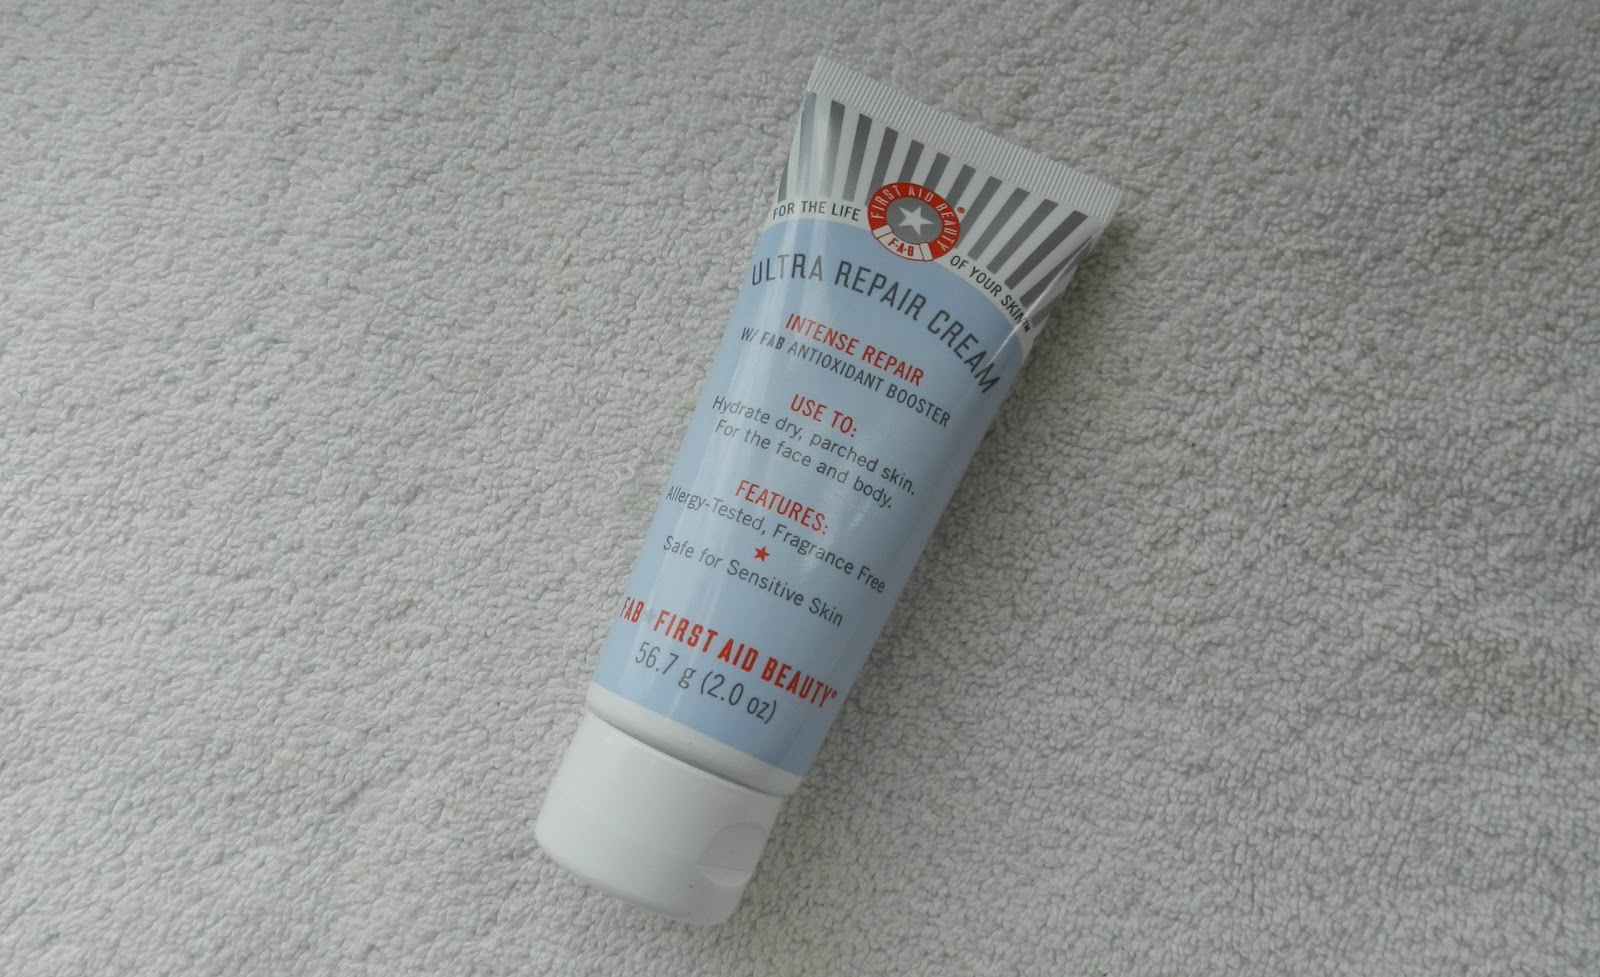 FOR THE LIFE
FIRST AID BEAUTY®
F·A·B
OF YOUR SKIN™
ULTRA REPAIR CREAM
INTENSE REPAIR
W/ FAB ANTIOXIDANT BOOSTER
USE TO:
Hydrate dry, parched skin.
For the face and body.
FEATURES:
Allergy-Tested, Fragrance Free
★
Safe for Sensitive Skin
FAB ★ FIRST AID BEAUTY®
56.7 g (2.0 oz)